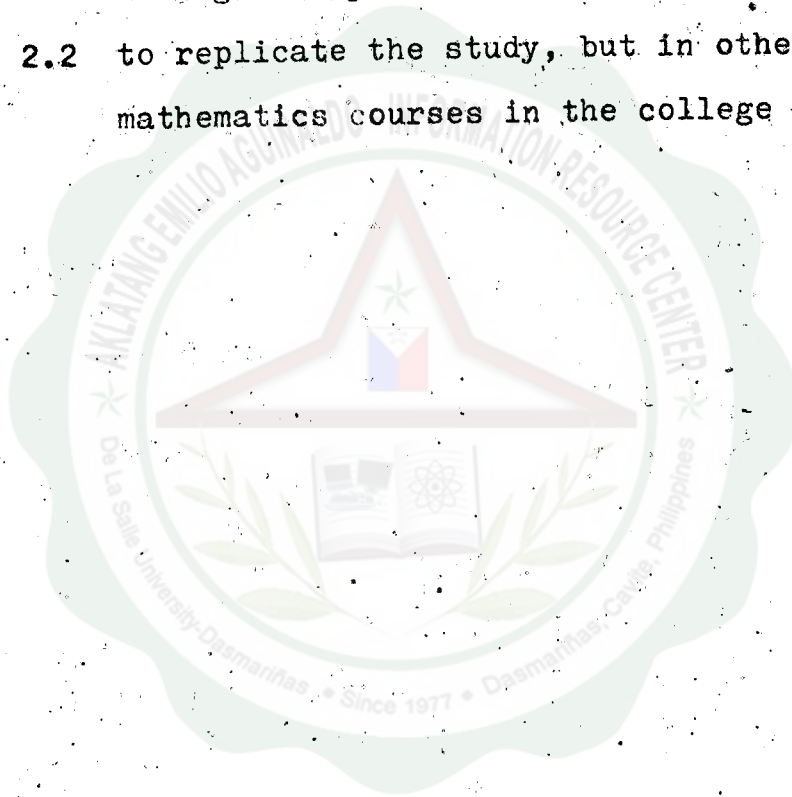 2.2 to replicate the study, but in othe
mathematics courses in the college
AKLATANG EMILIO AGUINALDO - INFORMATION RESOURCE CENTER
De La Salle University-Dasmariñas • Since 1977 • Dasmariñas, Cavite, Philippines